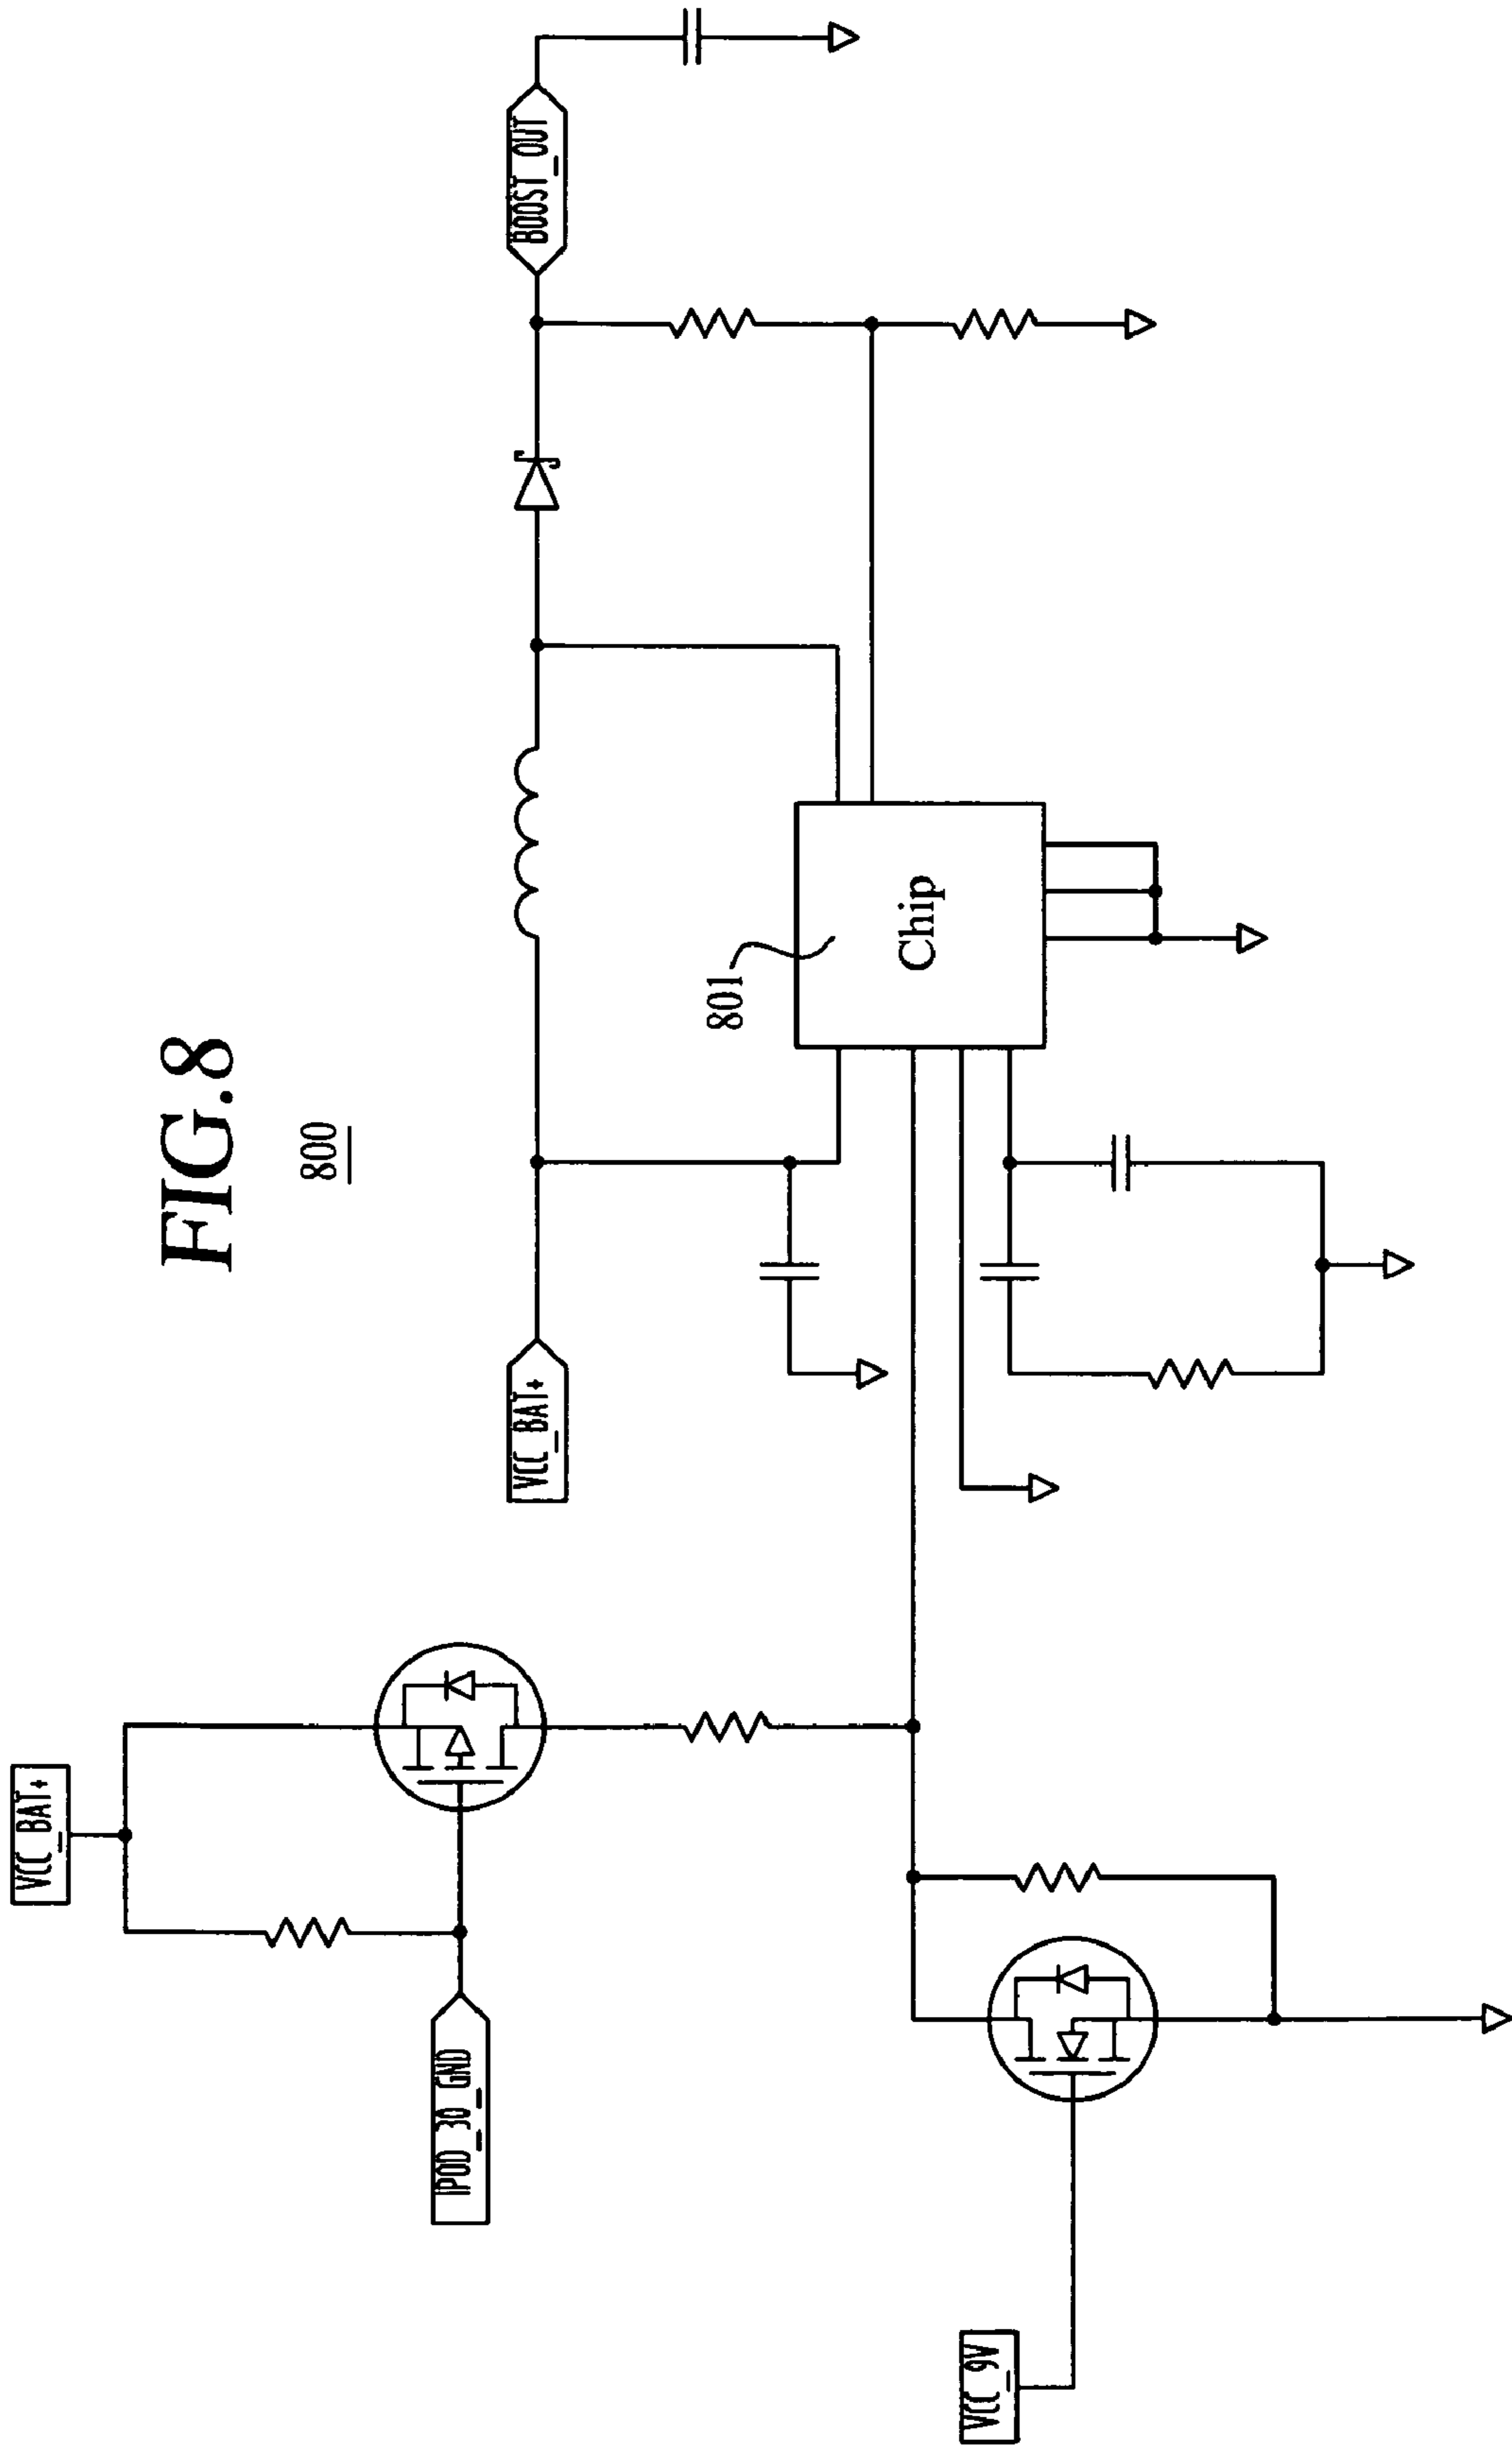 FIG.8
800
VCC_BAT+
IPOD_30_GND
VCC_9V
VCC_BAT+
BOOST_OUT
801
Chip